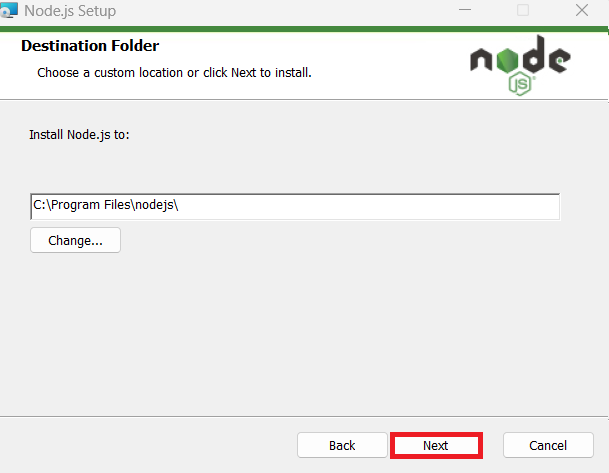 Node.js Setup
Destination Folder
Choose a custom location or click Next to install.
node
JS
Install Node.js to:
C:\Program Files\nodejs\
Change...
Back
Next
Cancel